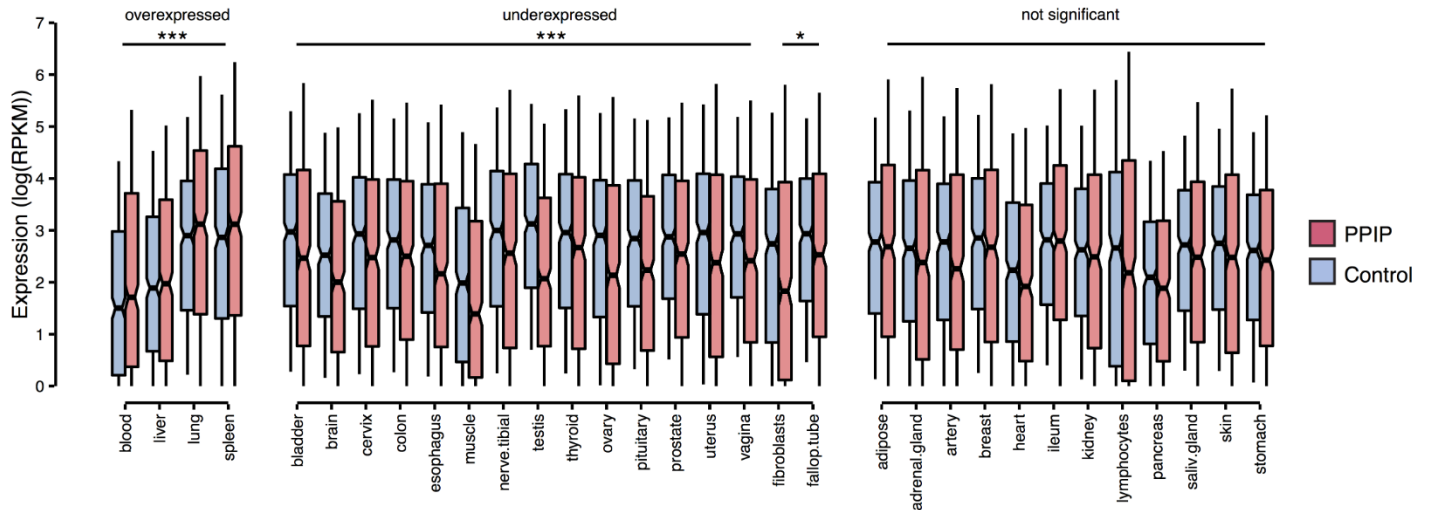 overexpressed
underexpressed
not significant
***
***
*
Expression (log(RPKM))
7
6
5
4
3
2
1
0
blood
liver
lung
spleen
bladder
brain
cervix
colon
esophagus
muscle
nerve.tibial
testis
thyroid
ovary
pituitary
prostate
uterus
vagina
fibroblasts
fallop.tube
adipose
adrenal.gland
artery
breast
heart
ileum
kidney
lymphocytes
pancreas
saliv.gland
skin
stomach
PPIP
Control